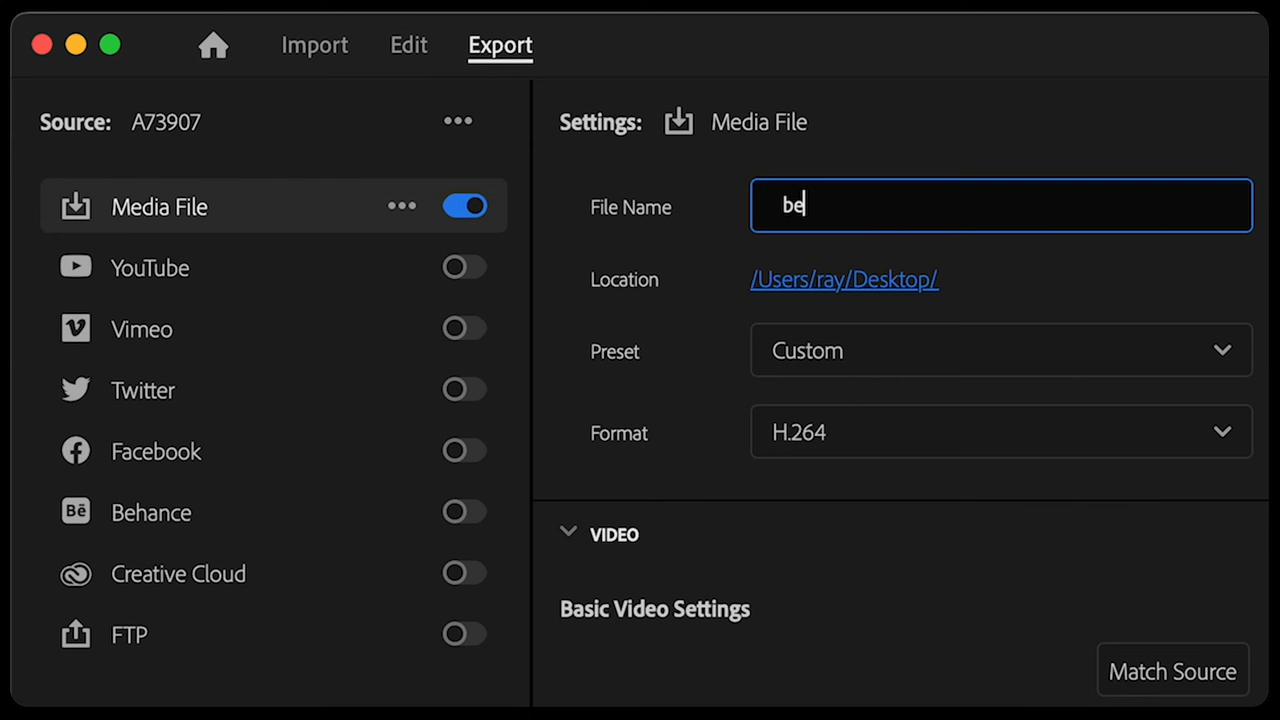 Import Edit Export
Source: A73907
Media File
YouTube
Vimeo
Twitter
Facebook
Bē Behance
Creative Cloud
FTP
Settings: Media File
File Name be
Location /Users/ray/Desktop/
Preset Custom
Format H.264
VIDEO
Basic Video Settings
Match Source